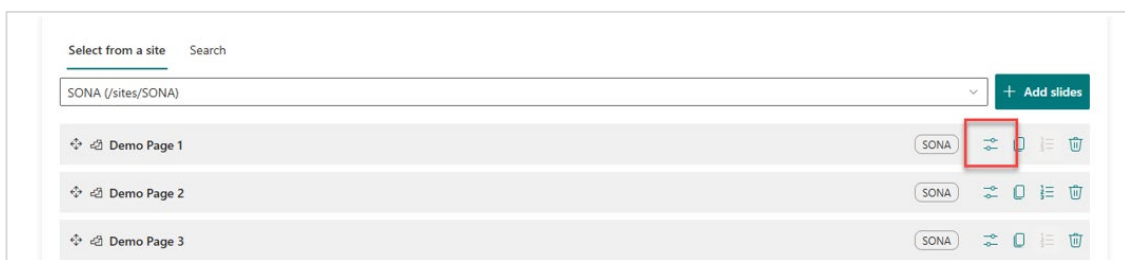 Select from a site Search
SONA (/sites/SONA) + Add slides
Demo Page 1 SONA
Demo Page 2 SONA
Demo Page 3 SONA